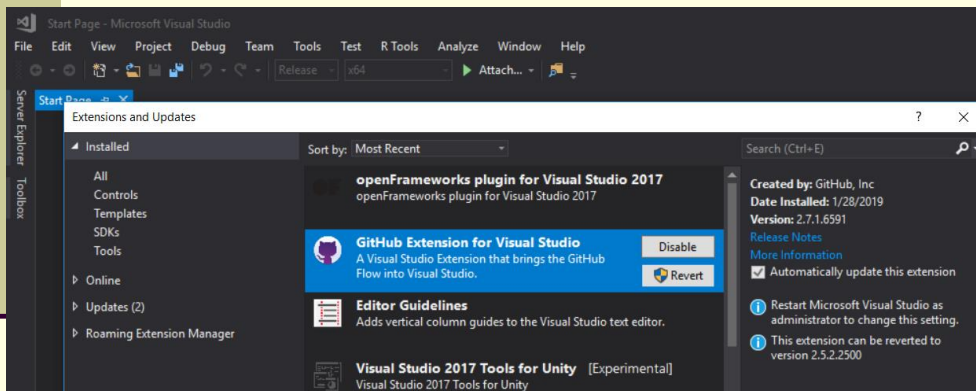 Start Page - Microsoft Visual Studio
File Edit View Project Debug Team Tools Test R Tools Analyze Window Help
Release x64 Attach...
Server Explorer
Toolbox
Start Page
Extensions and Updates ? X
Installed
All
Controls
Templates
SDKs
Tools
Online
Updates (2)
Roaming Extension Manager
Sort by: Most Recent
openFrameworks plugin for Visual Studio 2017
openFrameworks plugin for Visual Studio 2017
GitHub Extension for Visual Studio
A Visual Studio Extension that brings the GitHub
Flow into Visual Studio.
Disable
Revert
Editor Guidelines
Adds vertical column guides to the Visual Studio text editor.
Visual Studio 2017 Tools for Unity [Experimental]
Visual Studio 2017 Tools for Unity
Search (Ctrl+E)
Created by: GitHub, Inc
Date Installed: 1/28/2019
Version: 2.7.1.6591
Release Notes
More Information
Automatically update this extension
Restart Microsoft Visual Studio as
administrator to change this setting.
This extension can be reverted to
version 2.5.2.2500